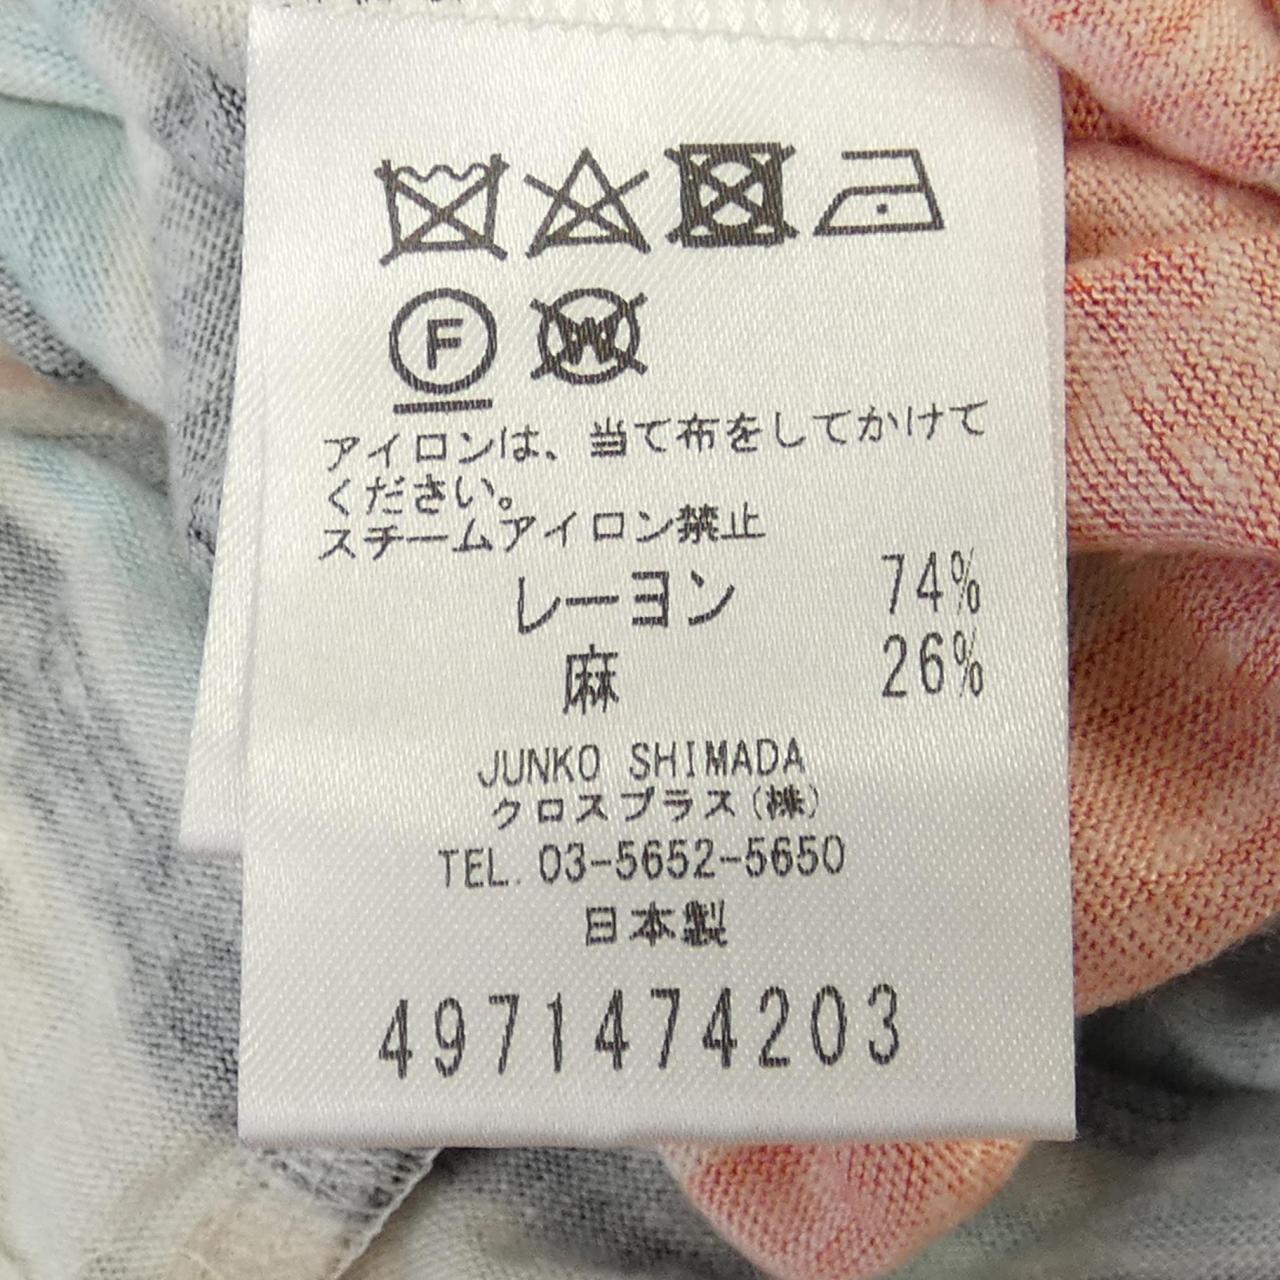 F W
アイロンは、当て布をしてかけて
ください。
スチームアイロン禁止
レーヨン 74%
麻 26%
JUNKO SHIMADA
クロスプラス(株)
TEL. 03-5652-5650
日本製
4971474203